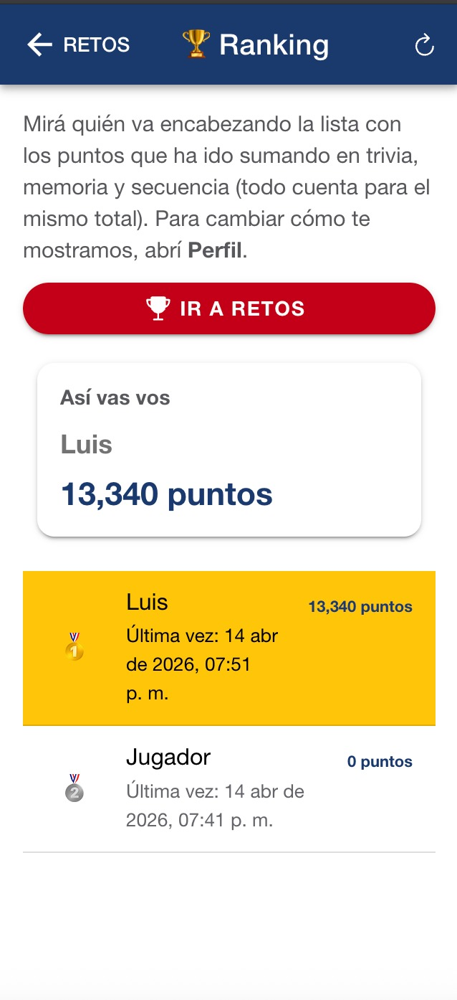 RETOS
Ranking
Mirá quién va encabezando la lista con
los puntos que ha ido sumando en trivia,
memoria y secuencia (todo cuenta para el
mismo total). Para cambiar cómo te
mostramos, abrí Perfil.
IR A RETOS
Así vas vos
Luis
13,340 puntos
1
Luis
13,340 puntos
Última vez: 14 abr
de 2026, 07:51
p. m.
2
Jugador
0 puntos
Última vez: 14 abr de
2026, 07:41 p. m.